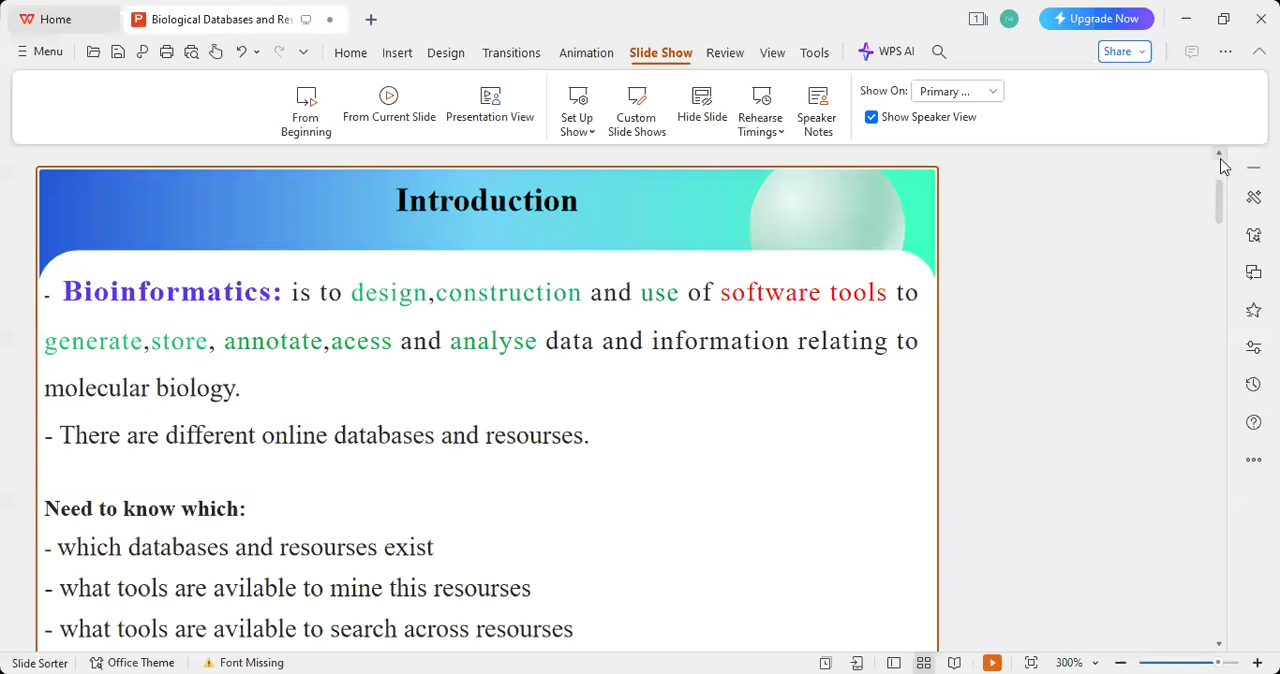 Home
Biological Databases and Res
Upgrade Now
Menu
Home Insert Design Transitions Animation Slide Show Review View Tools WPS AI
Share
From Beginning
From Current Slide
Presentation View
Set Up Show
Custom Slide Shows
Hide Slide
Rehearse Timings
Speaker Notes
Show On: Primary ...
Show Speaker View
Introduction
- Bioinformatics: is to design,construction and use of software tools to
generate,store, annotate,acess and analyse data and information relating to
molecular biology.
- There are different online databases and resourses.
Need to know which:
- which databases and resourses exist
- what tools are avilable to mine this resourses
- what tools are avilable to search across resourses
Slide Sorter Office Theme Font Missing 300%